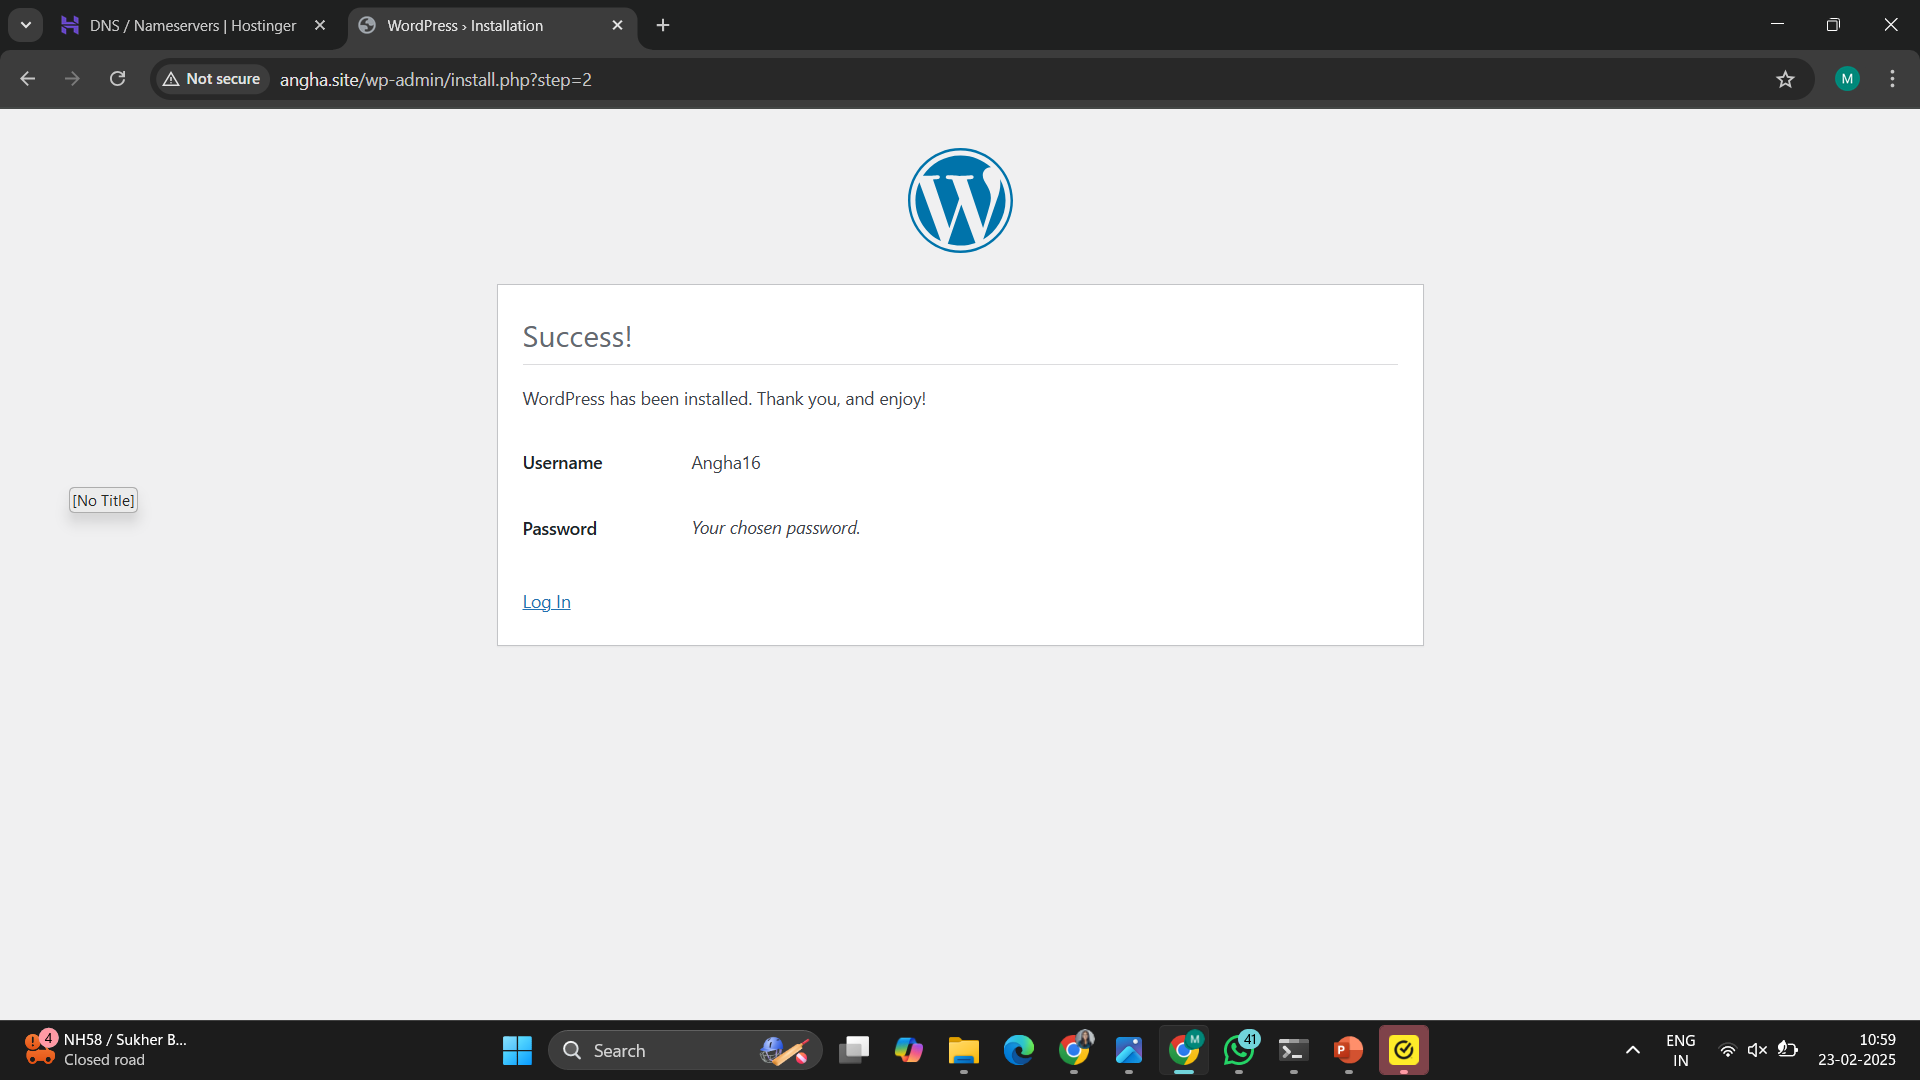 DNS / Nameservers | Hostinger
WordPress › Installation
Not secure
angha.site/wp-admin/install.php?step=2
M
W
Success!
WordPress has been installed. Thank you, and enjoy!
Username
Angha16
[No Title]
Password
Your chosen password.
Log In
4
NH58 / Sukher B...
Closed road
Search
M
41
P
ENG
IN
10:59
23-02-2025